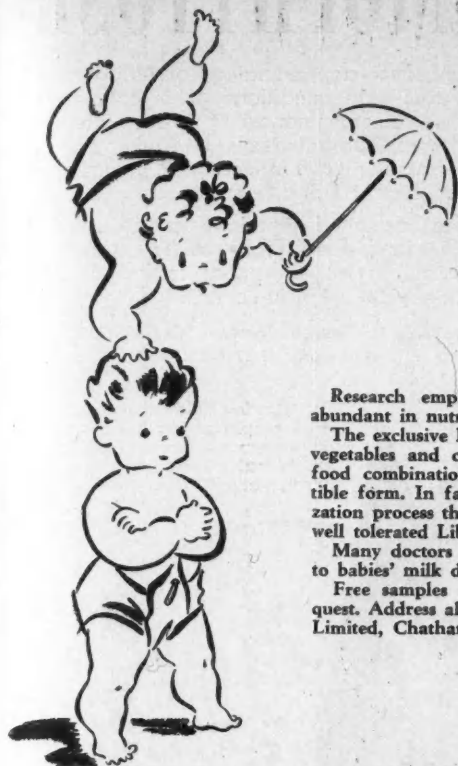 Research emp
abundant in nutr
The exclusive
vegetables and
food combinatio
tible form. In fa
zation process th
well tolerated Lib
Many doctors
to babies' milk d
Free samples
quest. Address al
Limited, Chatha